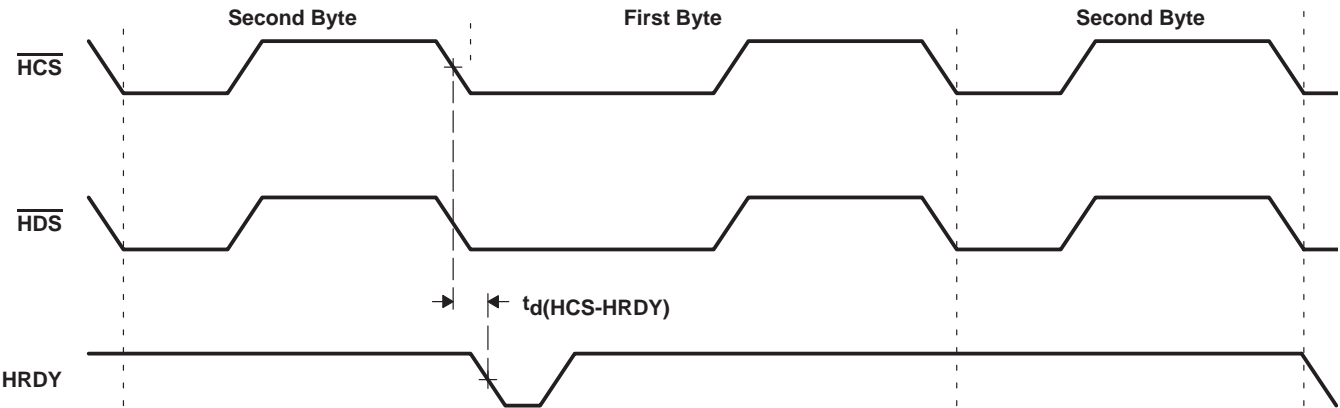 Second Byte
First Byte
Second Byte
HCS
HDS
td(HCS-HRDY)
HRDY